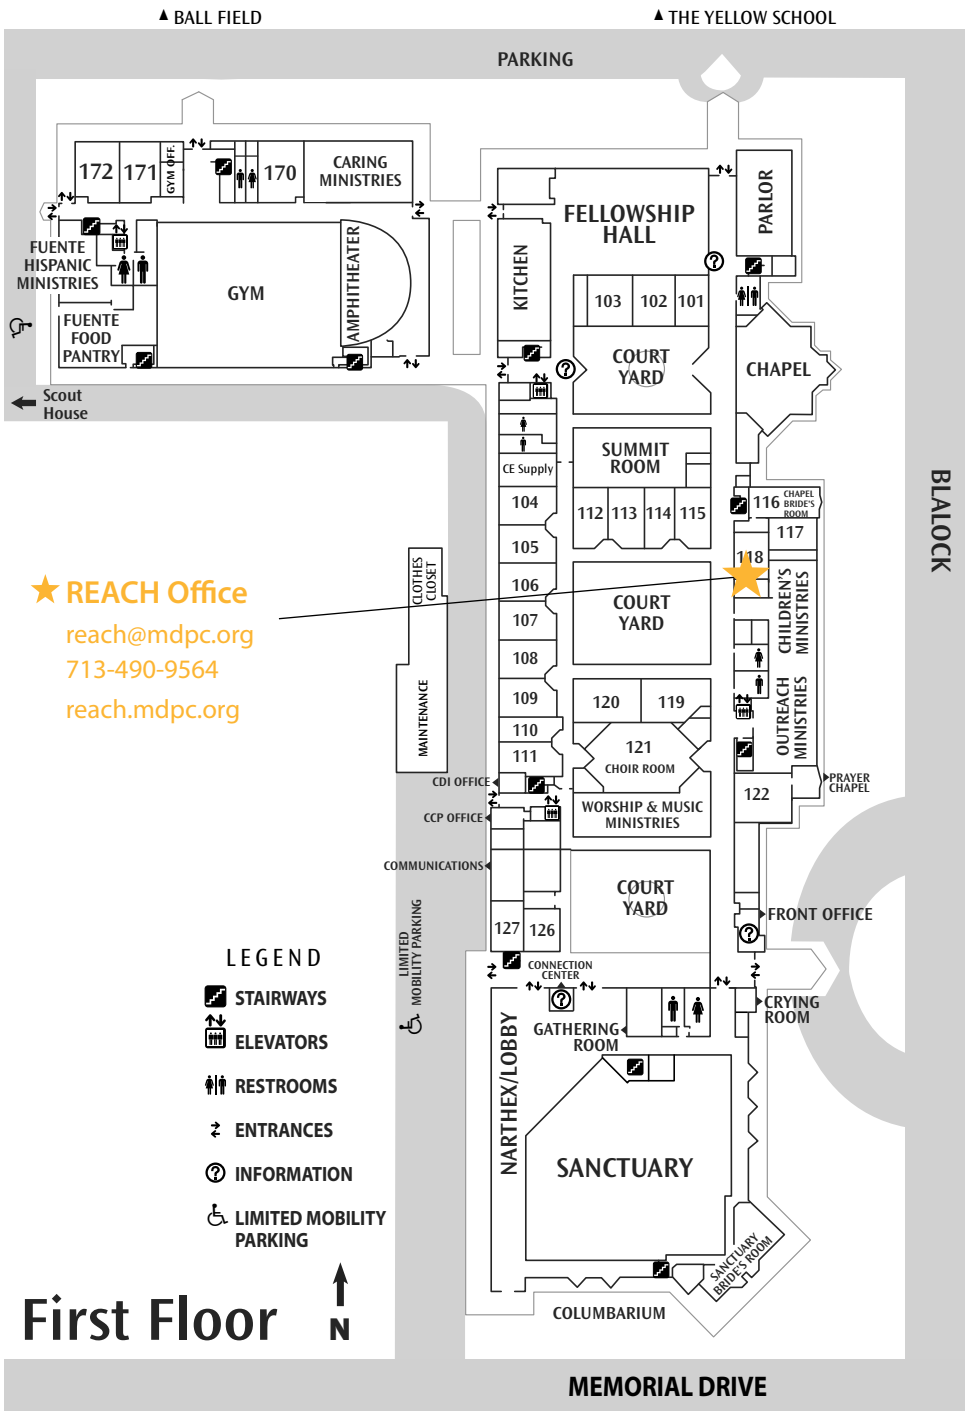 BALL FIELD
THE YELLOW SCHOOL
PARKING
172
171
GYM OFF.
170
CARING
MINISTRIES
FUENTE
HISPANIC
MINISTRIES
FUENTE
FOOD
PANTRY
GYM
AMPHITHEATER
Scout
House
KITCHEN
FELLOWSHIP
HALL
PARLOR
103
102
101
COURT
YARD
CHAPEL
SUMMIT
ROOM
CE Supply
104
112
113
114
115
116
CHAPEL
BRIDE'S
ROOM
117
118
105
106
107
108
109
110
111
COURT
YARD
CHILDREN'S
MINISTRIES
OUTREACH
MINISTRIES
BLALOCK
CLOTHES
CLOSET
MAINTENANCE
REACH Office
reach@mdpc.org
713-490-9564
reach.mdpc.org
120
119
121
CHOIR ROOM
WORSHIP & MUSIC
MINISTRIES
122
PRAYER
CHAPEL
CDI OFFICE
CCP OFFICE
COMMUNICATIONS
COURT
YARD
127
126
FRONT OFFICE
LIMITED
MOBILITY PARKING
CONNECTION
CENTER
GATHERING
ROOM
CRYING
ROOM
NARTHEX/LOBBY
SANCTUARY
SANCTUARY
BRIDE'S ROOM
COLUMBARIUM
LEGEND
STAIRWAYS
ELEVATORS
RESTROOMS
ENTRANCES
INFORMATION
LIMITED MOBILITY
PARKING
First Floor
N
MEMORIAL DRIVE